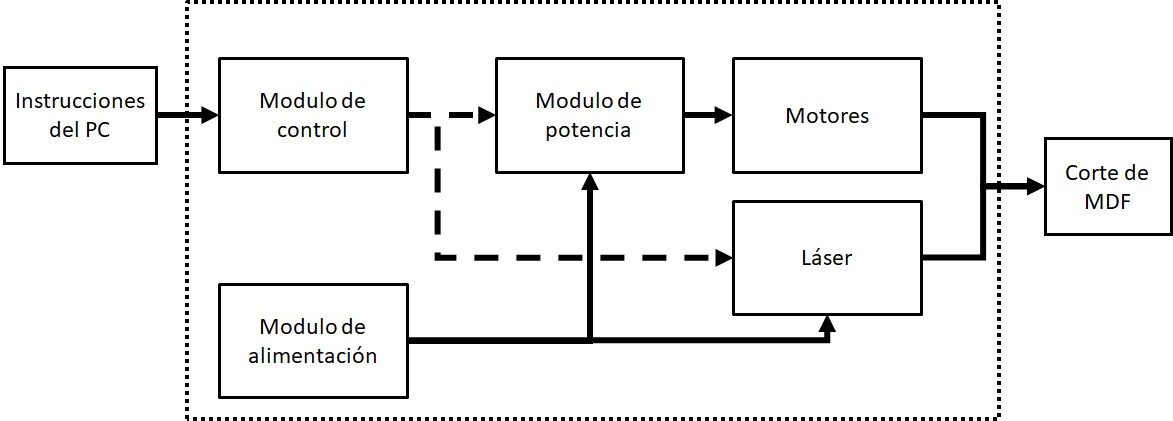 Instrucciones
del PC
Modulo de
control
Modulo de
potencia
Motores
Corte de
MDF
Láser
Modulo de
alimentación